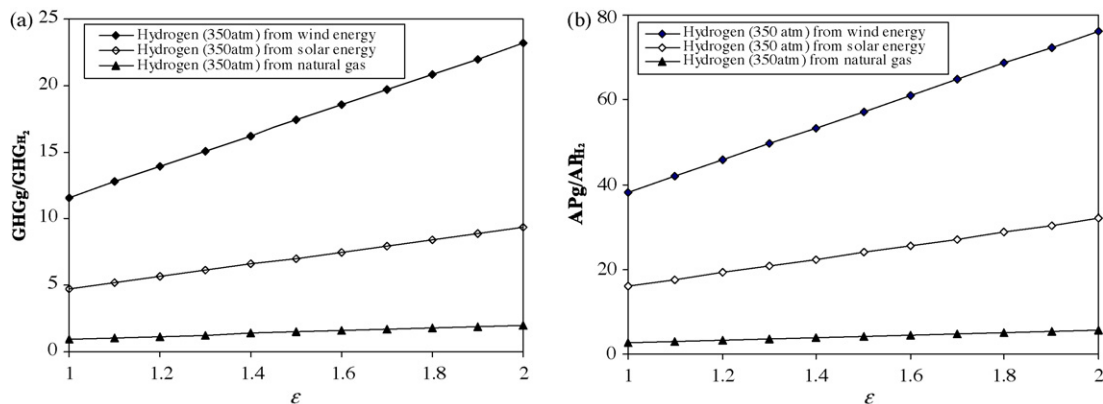 (a)
25
20
15
10
5
0
GHGg/GHG_H₂
Hydrogen (350atm) from wind energy
Hydrogen (350atm) from solar energy
Hydrogen (350atm) from natural gas
1 1.2 1.4 1.6 1.8 2
ε
(b)
80
60
40
20
0
APg/AP_H₂
Hydrogen (350 atm) from wind energy
Hydrogen (350 atm) from solar energy
Hydrogen (350atm) from natural gas
1 1.2 1.4 1.6 1.8 2
ε